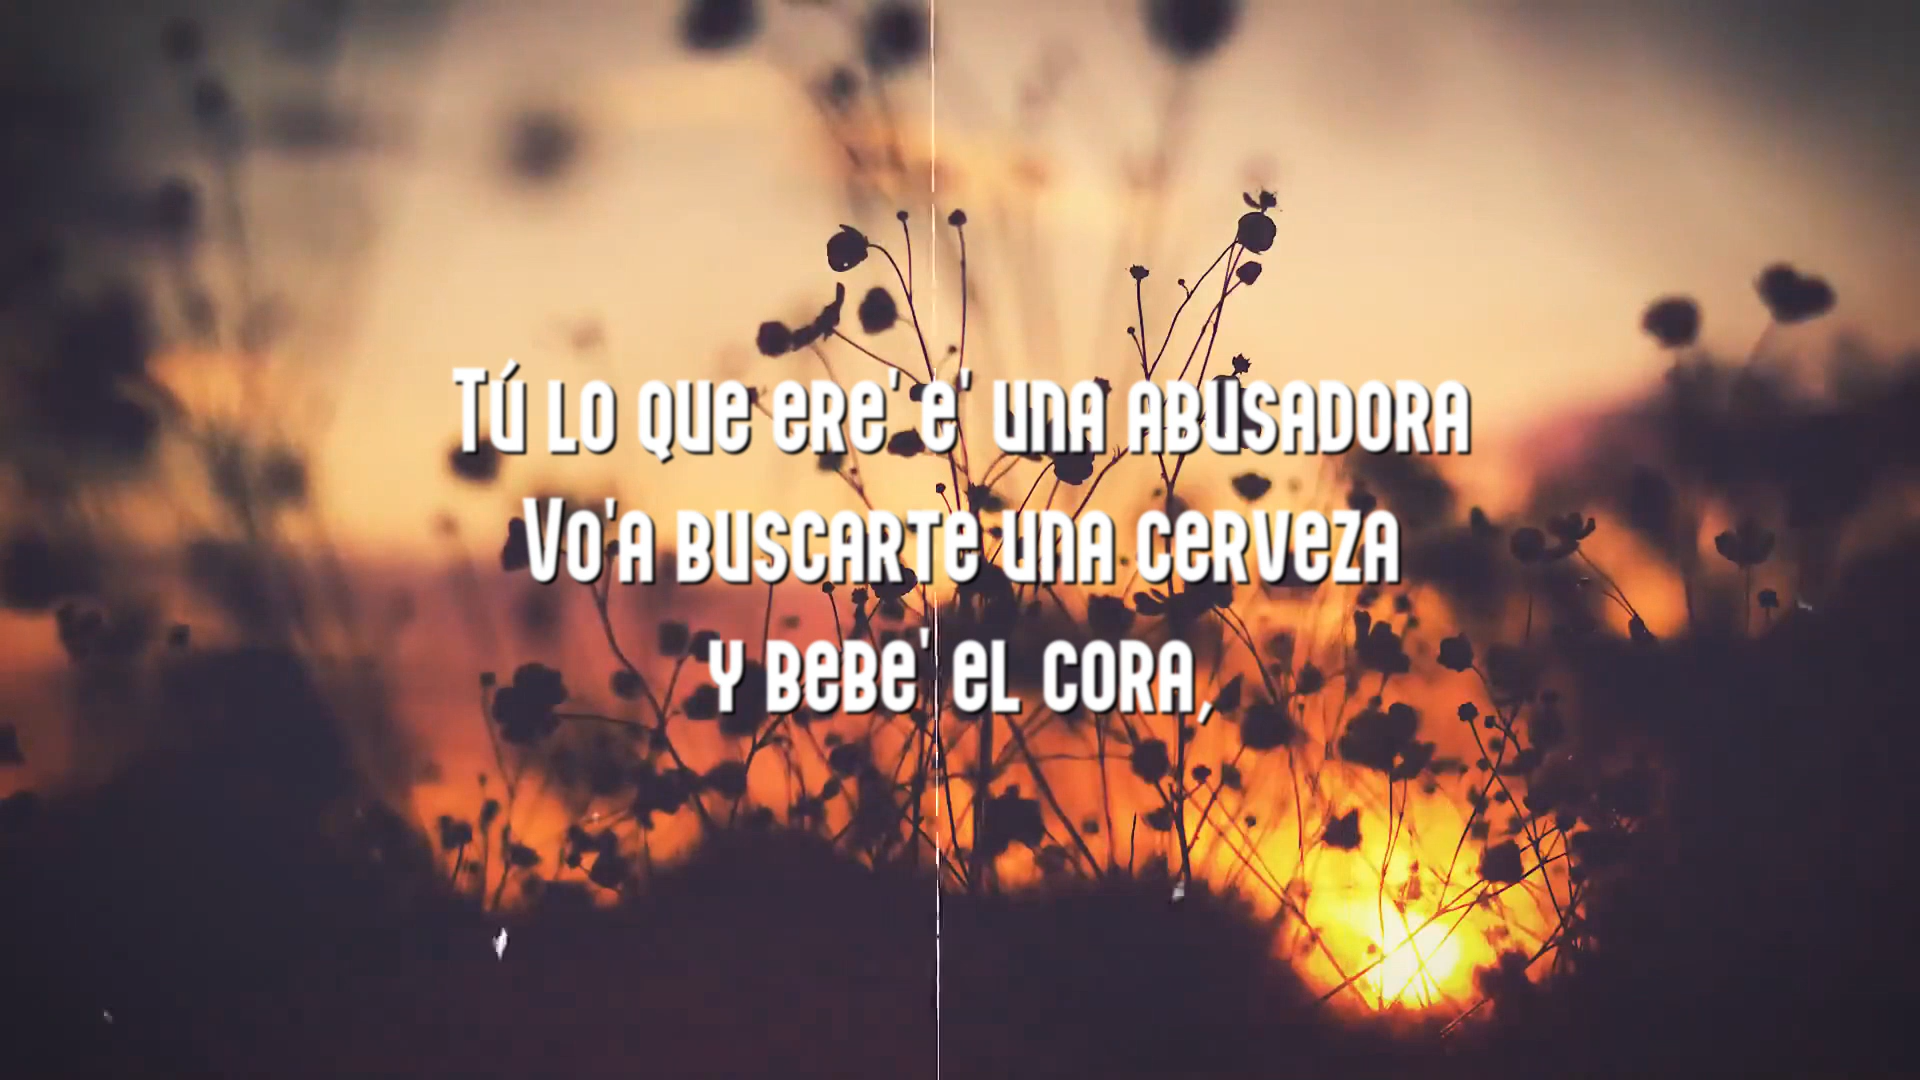 Tú lo que ere' e' una abusadora
Vo'a buscarte una cerveza
y bebe' el cora,